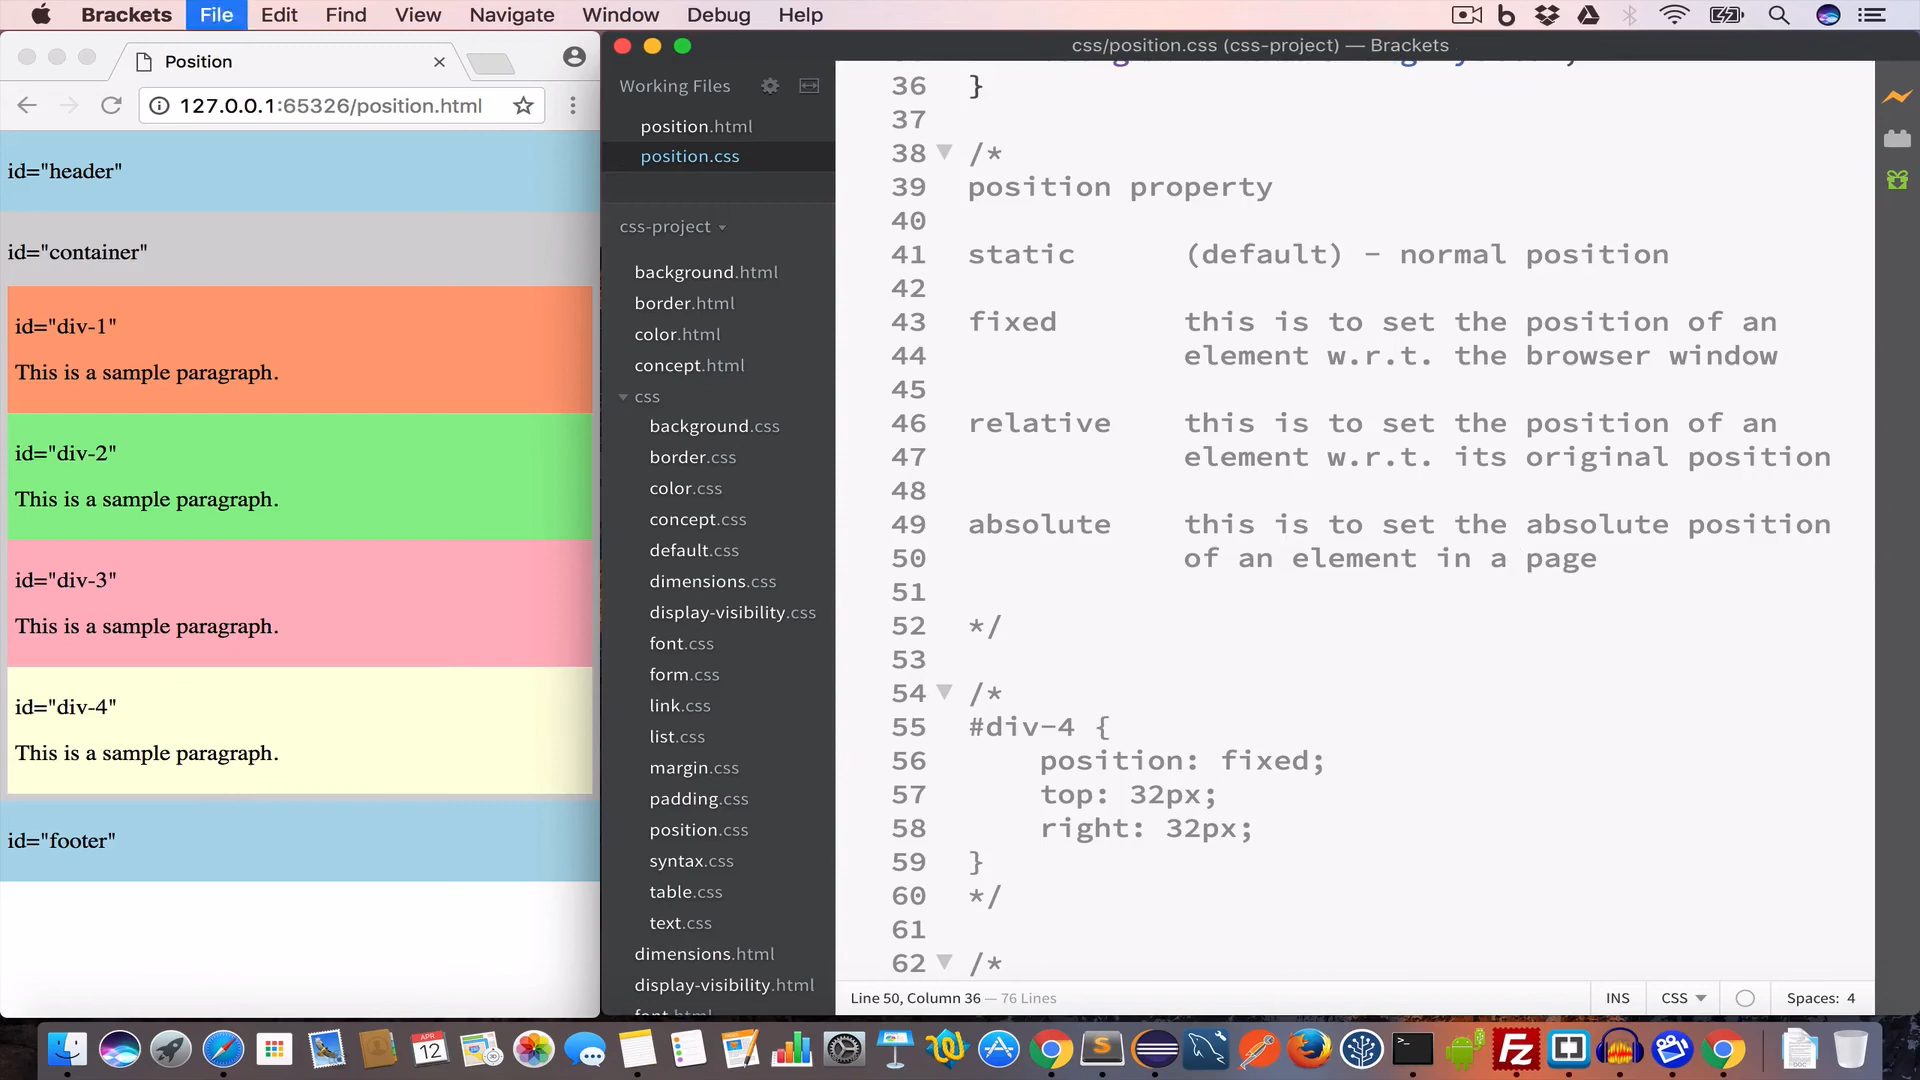 Brackets File Edit Find View Navigate Window Debug Help
Position
127.0.0.1:65326/position.html
id="header"
id="container"
id="div-1"
This is a sample paragraph.
id="div-2"
This is a sample paragraph.
id="div-3"
This is a sample paragraph.
id="div-4"
This is a sample paragraph.
id="footer"
css/position.css (css-project) — Brackets
Working Files
position.html
position.css
css-project
background.html
border.html
color.html
concept.html
css
background.css
border.css
color.css
concept.css
default.css
dimensions.css
display-visibility.css
font.css
form.css
link.css
list.css
margin.css
padding.css
position.css
syntax.css
table.css
text.css
dimensions.html
display-visibility.html
36 }
37
38 /*
39 position property
40
41 static (default) - normal position
42
43 fixed this is to set the position of an
44 element w.r.t. the browser window
45
46 relative this is to set the position of an
47 element w.r.t. its original position
48
49 absolute this is to set the absolute position
50 of an element in a page
51
52 */
53
54 /*
55 #div-4 {
56 position: fixed;
57 top: 32px;
58 right: 32px;
59 }
60 */
61
62 /*
Line 50, Column 36 — 76 Lines
INS CSS Spaces: 4
APR
12